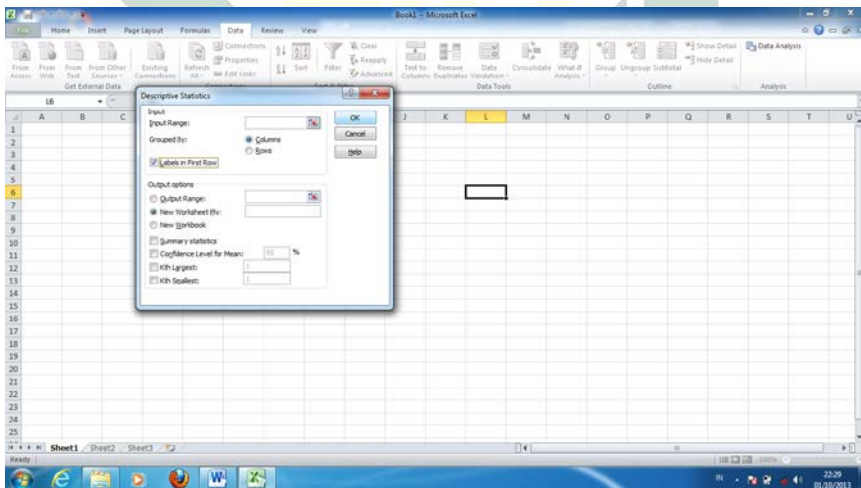 Book1 - Microsoft Excel
File Home Insert Page Layout Formulas Data Review View
From Access From Web From Text From Other Sources Existing Connections Refresh All Connections Properties Edit Links Sort Filter Clear Reapply Advanced Text to Columns Remove Duplicates Data Validation Consolidate What-If Analysis Group Ungroup Subtotal Show Detail Hide Detail Data Analysis
Get External Data Data Tools Outline Analysis
L6
A B C J K L M N O P Q R S T U
Descriptive Statistics
Input
Input Range:
Grouped By:
Columns
Rows
Labels in First Row
OK
Cancel
Help
Output options
Output Range:
New Worksheet Ply:
New Workbook
Summary statistics
Confidence Level for Mean: %
Kth Largest: 1
Kth Smallest: 1
1
2
3
4
5
6
7
8
9
10
11
12
13
14
15
16
17
18
19
20
21
22
23
24
25
Sheet1 Sheet2 Sheet3
Ready 100%
IN 22:29
01/10/2013